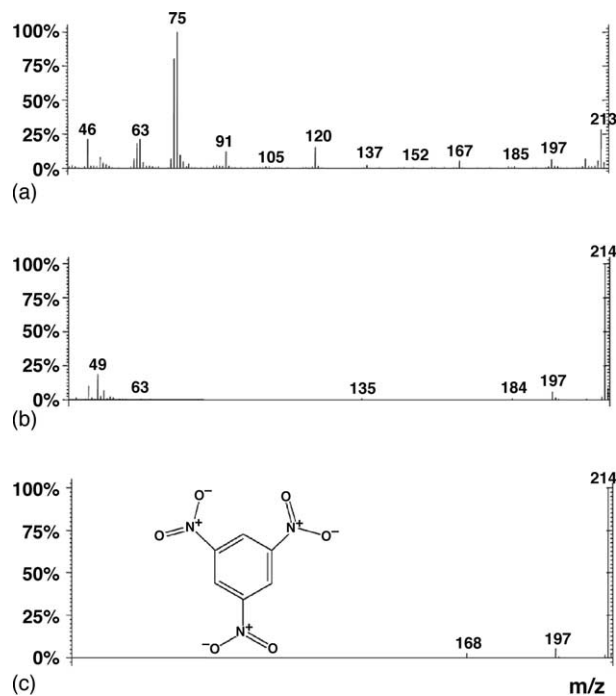 75
100%
75%
50%
25%
0%
46 63 91 105 120 137 152 167 185 197 213
(a)
214
100%
75%
50%
25%
0%
49 63 135 184 197
(b)
214
100%
75%
50%
25%
0%
O⁻ O
N⁺ N⁺
O O⁻
N⁺
⁻O O
168 197
(c) m/z